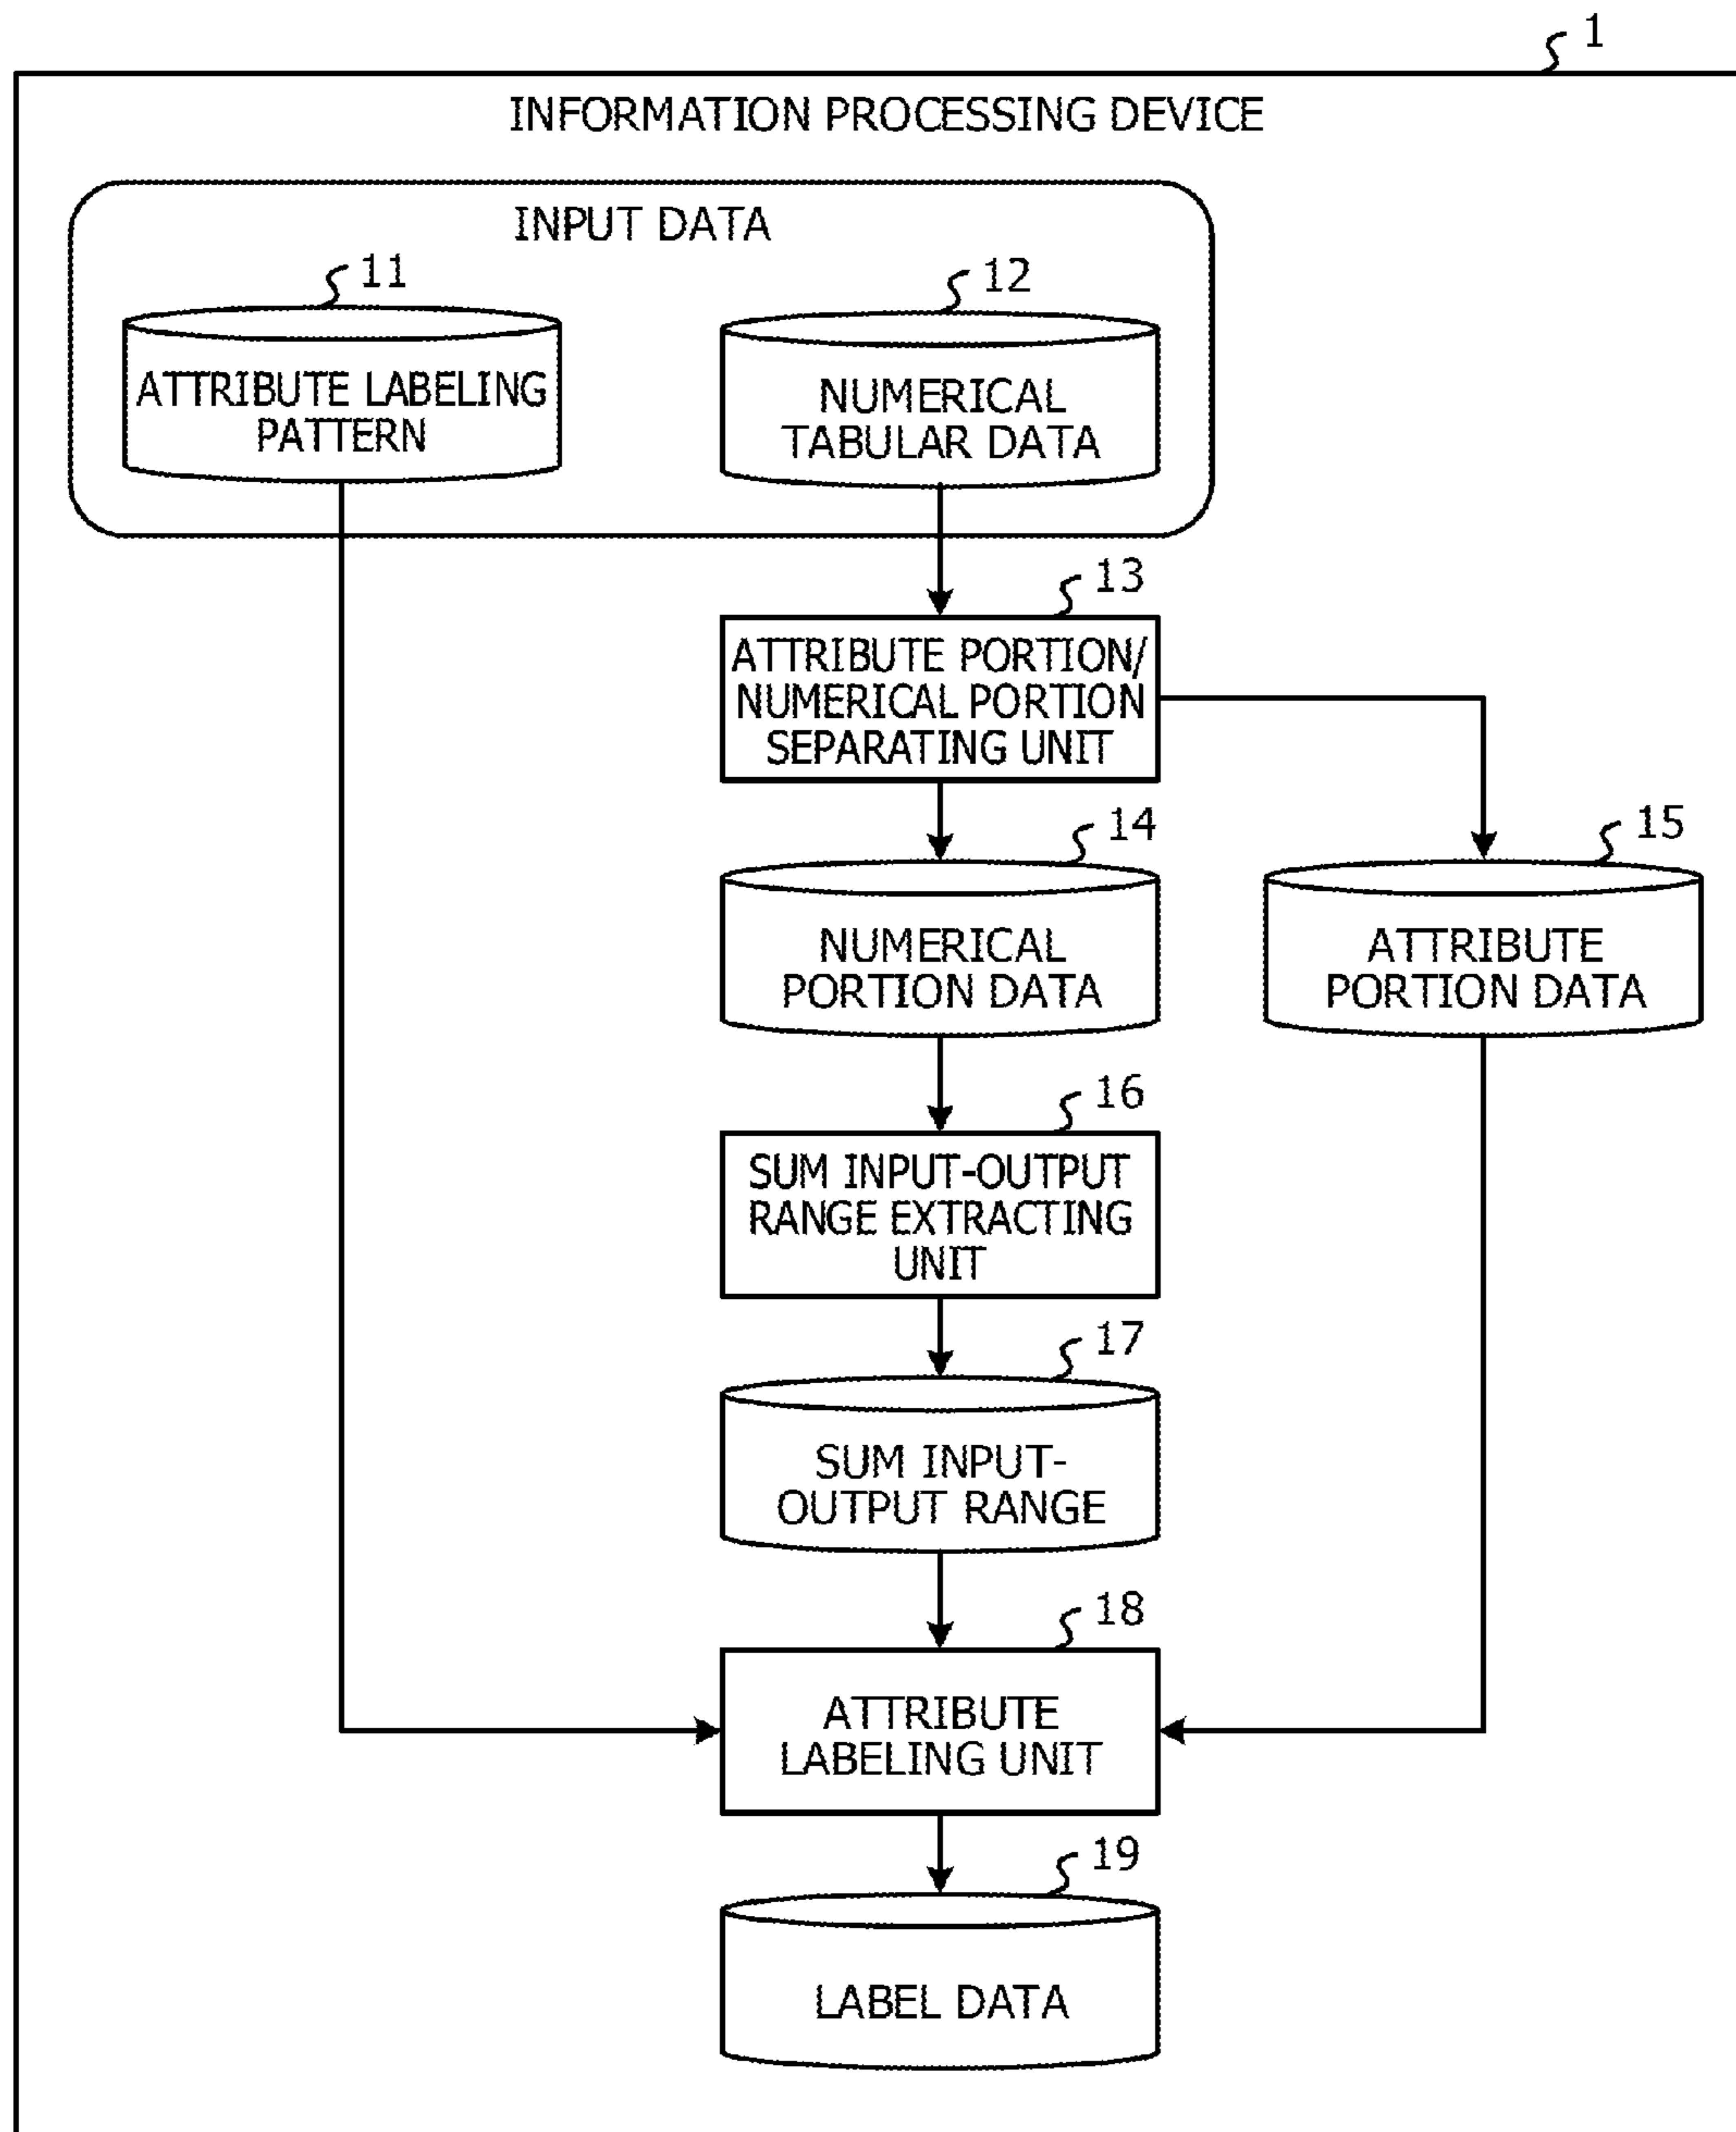 1
INFORMATION PROCESSING DEVICE
INPUT DATA
11
ATTRIBUTE LABELING
PATTERN
12
NUMERICAL
TABULAR DATA
13
ATTRIBUTE PORTION/
NUMERICAL PORTION
SEPARATING UNIT
14
NUMERICAL
PORTION DATA
15
ATTRIBUTE
PORTION DATA
16
SUM INPUT-OUTPUT
RANGE EXTRACTING
UNIT
17
SUM INPUT-
OUTPUT RANGE
18
ATTRIBUTE
LABELING UNIT
19
LABEL DATA